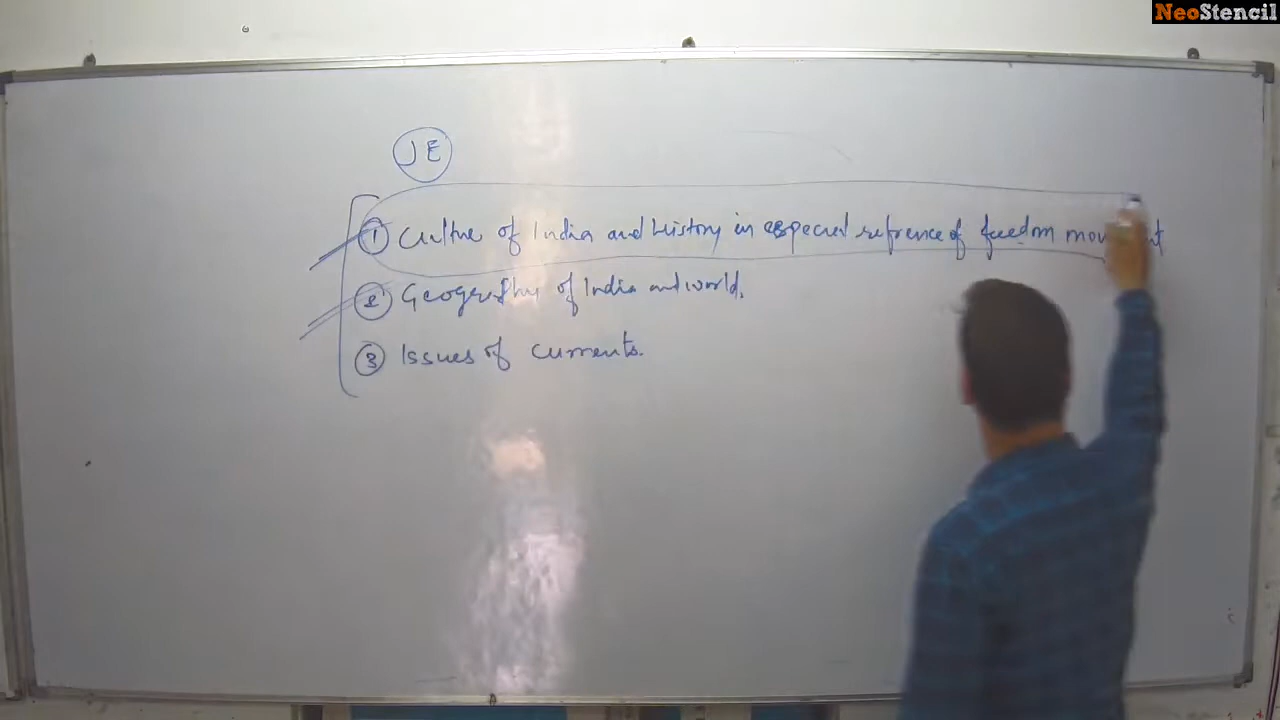 NeoStencil
JE
1 Culture of India and History in especial refrence of freedom movement
2 Geography of India and world.
3 Issues of currents.